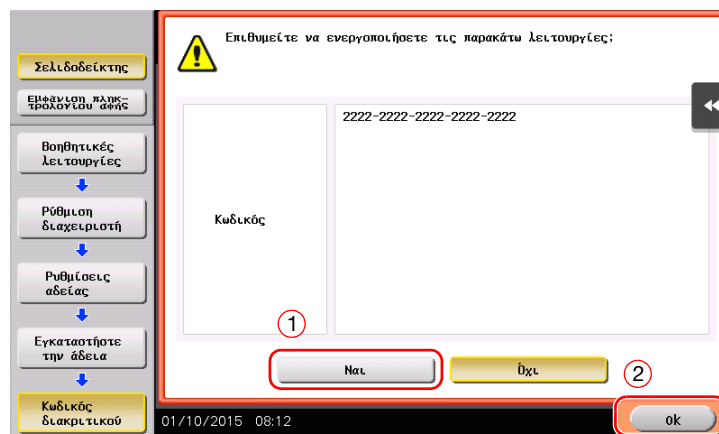 Επιθυμείτε να ενεργοποιήσετε τις παρακάτω λειτουργίες;
Σελιδοδείκτης
Εμφάνιση πληκ-
τρολογίου αφής
Βοηθητικές
λειτουργίες
Ρύθμιση
διαχειριστή
Ρυθμίσεις
αδείας
Εγκαταστήστε
την άδεια
Κωδικός
διακριτικού
2222-2222-2222-2222-2222
Κωδικός
1
Ναι
Όχι
2
01/10/2015 08:12
ok